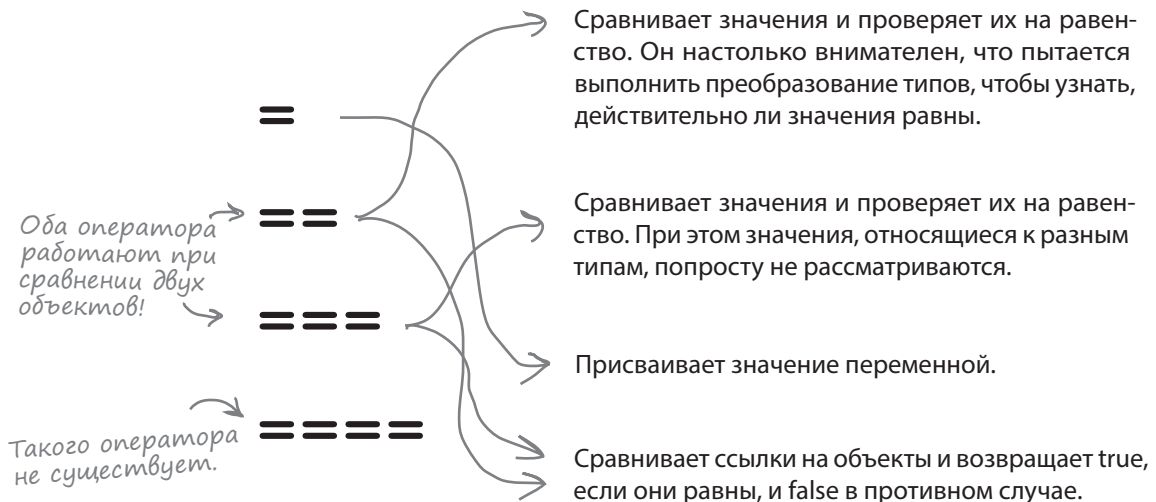 Сравнивает значения и проверяет их на равен-
ство. Он настолько внимателен, что пытается
выполнить преобразование типов, чтобы узнать,
действительно ли значения равны.
=
Оба оператора
работают при
сравнении двух
объектов!
==
Сравнивает значения и проверяет их на равен-
ство. При этом значения, относящиеся к разным
типам, попросту не рассматриваются.
===
Присваивает значение переменной.
Такого оператора
не существует.
====
Сравнивает ссылки на объекты и возвращает true,
если они равны, и false в противном случае.